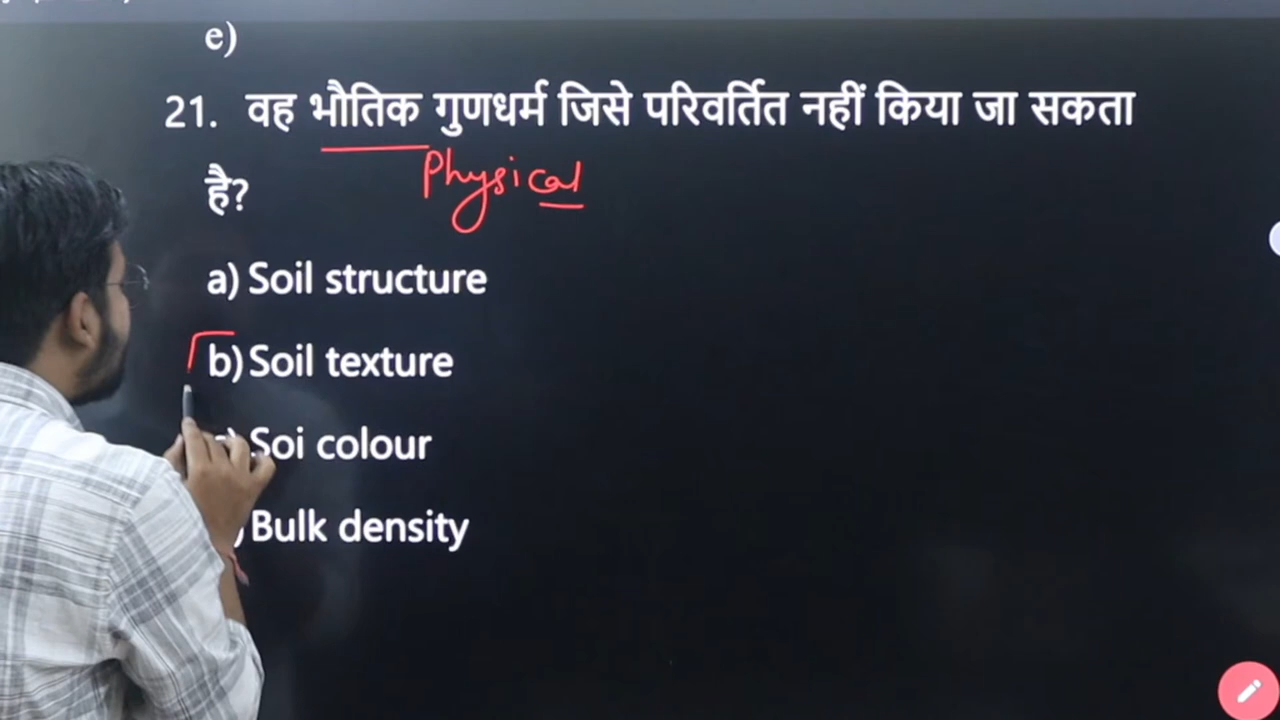 e)
21. वह भौतिक गुणधर्म जिसे परिवर्तित नहीं किया जा सकता
है?
Physical
a) Soil structure
b) Soil texture
Soi colour
Bulk density